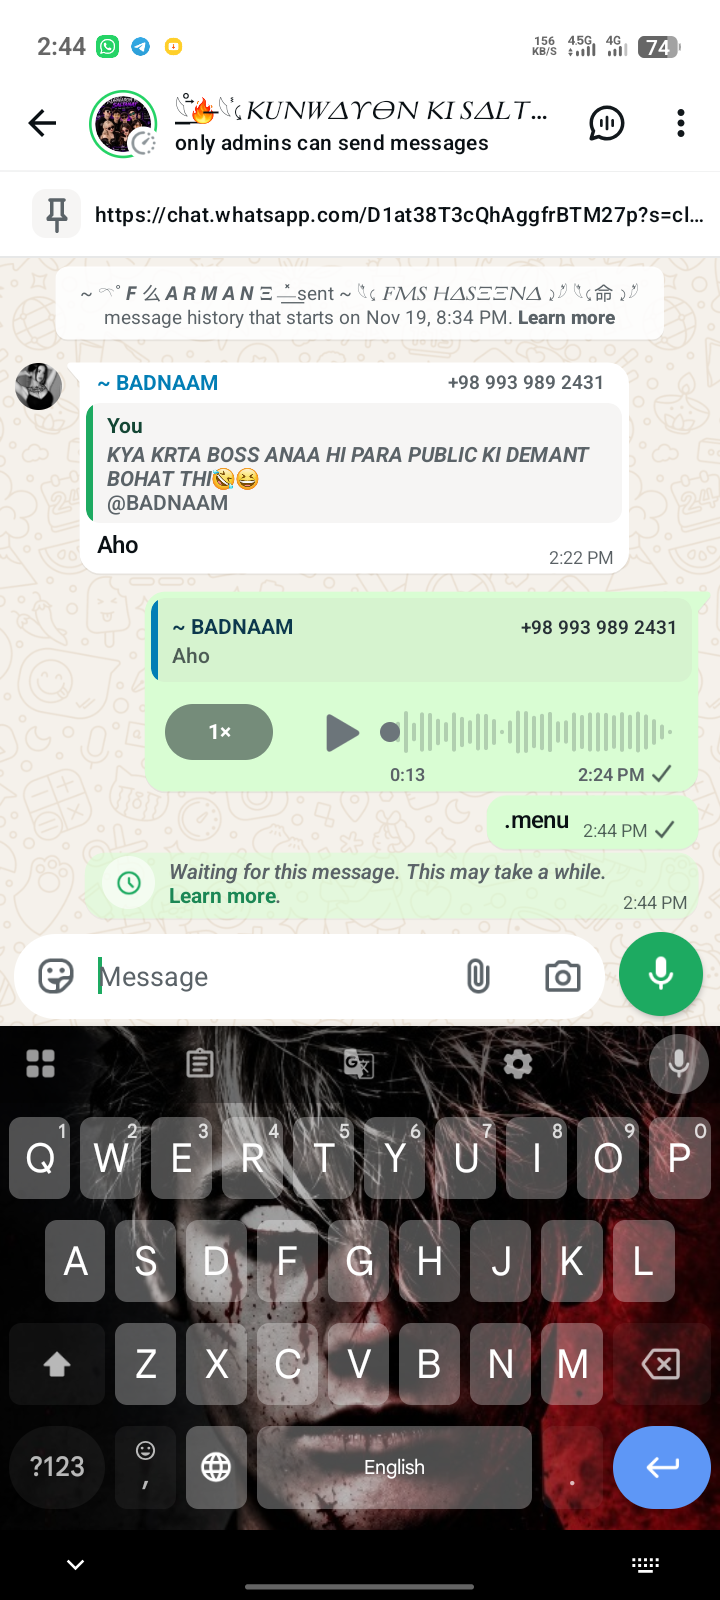 2:44
156 KB/S 4.5G 4G 74
🔥 KUNWΔYΘN KI SΔLT...
only admins can send messages
https://chat.whatsapp.com/D1at38T3cQhAggfrBTM27p?s=cl...
~ F 么 A R M A N Ξ sent ~ FMS HΔSΞΞNΔ 命
message history that starts on Nov 19, 8:34 PM. Learn more
~ BADNAAM +98 993 989 2431
You
KYA KRTA BOSS ANAA HI PARA PUBLIC KI DEMANT
BOHAT THI🤣😆
@BADNAAM
Aho
2:22 PM
~ BADNAAM +98 993 989 2431
Aho
1×
0:13 2:24 PM
.menu 2:44 PM
Waiting for this message. This may take a while.
Learn more.
2:44 PM
Message
1 2 3 4 5 6 7 8 9 0
Q W E R T Y U I O P
A S D F G H J K L
Z X C V B N M
?123 , English .